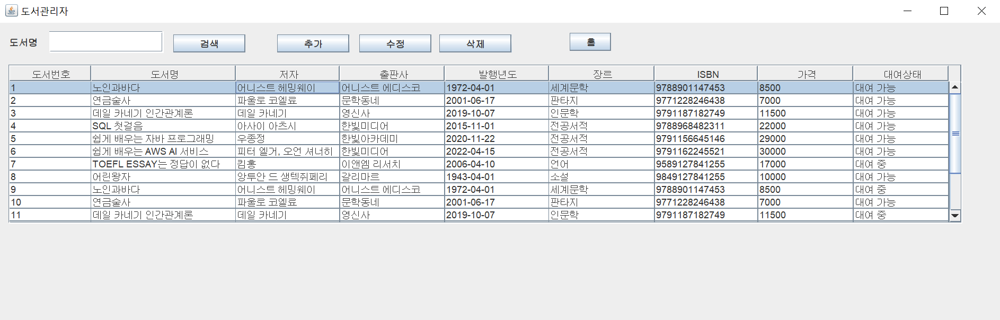 도서관리자
도서명 검색 추가 수정 삭제 홈
도서번호 도서명 저자 출판사 발행년도 장르 ISBN 가격 대여상태
1 노인과바다 어니스트 헤밍웨이 어니스트 에디스코 1972-04-01 세계문학 9788901147453 8500 대여 가능
2 연금술사 파울로 코엘료 문학동네 2001-06-17 판타지 9771228246438 7000 대여 가능
3 데일 카네기 인간관계론 데일 카네기 영신사 2019-10-07 인문학 9791187182749 11500 대여 가능
4 SQL 첫걸음 아사이 아츠시 한빛미디어 2015-11-01 전공서적 9788968482311 22000 대여 가능
5 쉽게 배우는 자바 프로그래밍 우종정 한빛아카데미 2020-11-22 전공서적 9791156645146 29000 대여 가능
6 쉽게 배우는 AWS AI 서비스 피터 엘거, 오언 셔너히 한빛미디어 2022-04-15 전공서적 9791162245521 30000 대여 가능
7 TOEFL ESSAY는 정답이 없다 킴홍 이앤엠 리서치 2006-04-10 언어 9589127841255 17000 대여 중
8 어린왕자 앙투안 드 생텍쥐페리 갈리마르 1943-04-01 소설 9849127841255 10000 대여 가능
9 노인과바다 어니스트 헤밍웨이 어니스트 에디스코 1972-04-01 세계문학 9788901147453 8500 대여 중
10 연금술사 파울로 코엘료 문학동네 2001-06-17 판타지 9771228246438 7000 대여 가능
11 데일 카네기 인간관계론 데일 카네기 영신사 2019-10-07 인문학 9791187182749 11500 대여 중